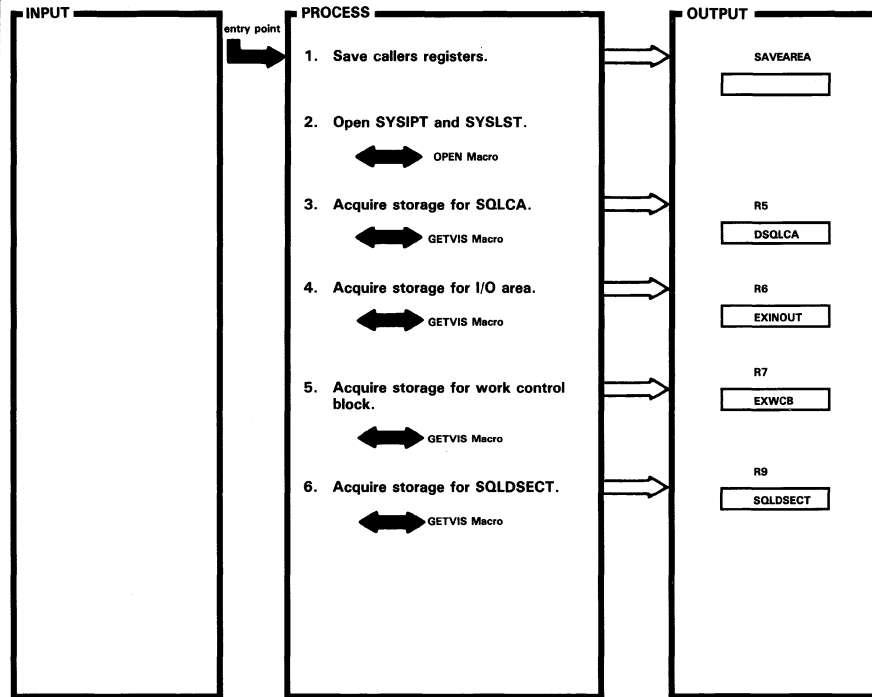 INPUT
entry point
PROCESS
OUTPUT
1. Save callers registers.
SAVEAREA
2. Open SYSIPT and SYSLST.
OPEN Macro
3. Acquire storage for SQLCA.
R5
GETVIS Macro
DSQLCA
4. Acquire storage for I/O area.
R6
GETVIS Macro
EXINOUT
5. Acquire storage for work control
block.
R7
EXWCB
GETVIS Macro
6. Acquire storage for SQLDSECT.
R9
SQLDSECT
GETVIS Macro